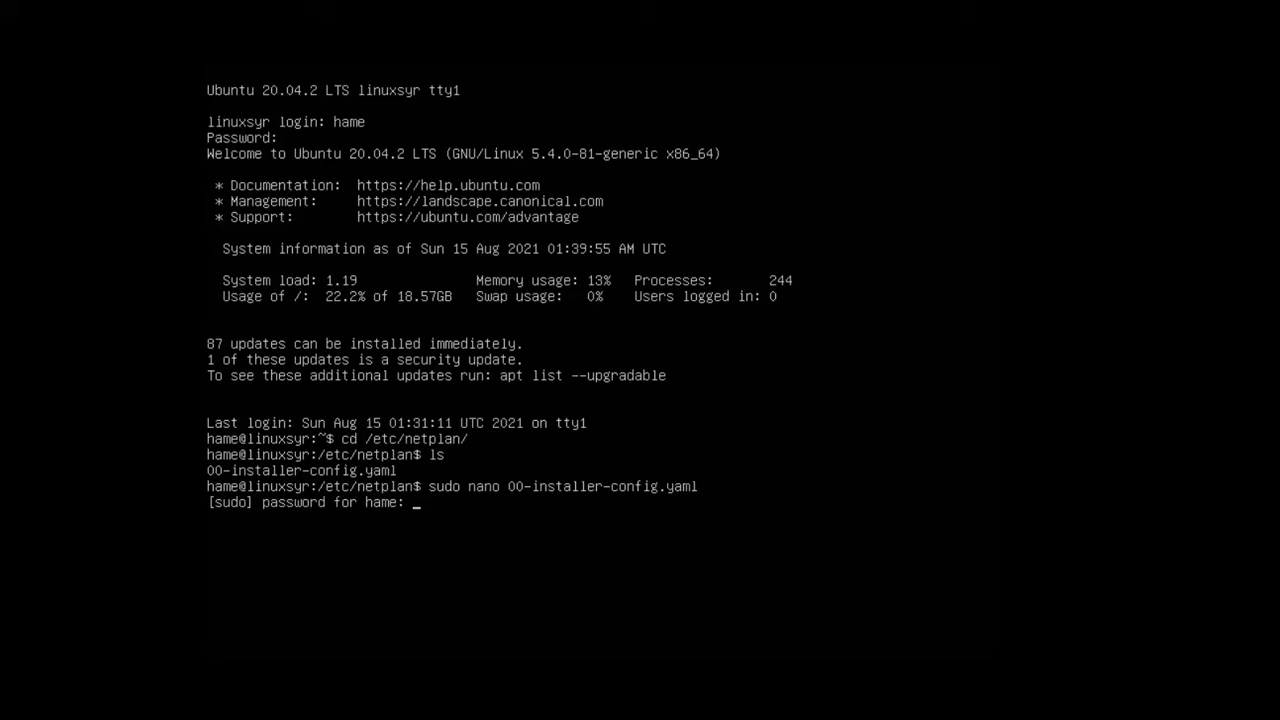 Ubuntu 20.04.2 LTS linuxsyr tty1
linuxsyr login: hame
Password:
Welcome to Ubuntu 20.04.2 LTS (GNU/Linux 5.4.0-81-generic x86_64)
* Documentation: https://help.ubuntu.com
* Management: https://landscape.canonical.com
* Support: https://ubuntu.com/advantage
System information as of Sun 15 Aug 2021 01:39:55 AM UTC
System load: 1.19 Memory usage: 13% Processes: 244
Usage of /: 22.2% of 18.57GB Swap usage: 0% Users logged in: 0
87 updates can be installed immediately.
1 of these updates is a security update.
To see these additional updates run: apt list --upgradable
Last login: Sun Aug 15 01:31:11 UTC 2021 on tty1
hame@linuxsyr:~$ cd /etc/netplan/
hame@linuxsyr:/etc/netplan$ ls
00-installer-config.yaml
hame@linuxsyr:/etc/netplan$ sudo nano 00-installer-config.yaml
[sudo] password for hame: _